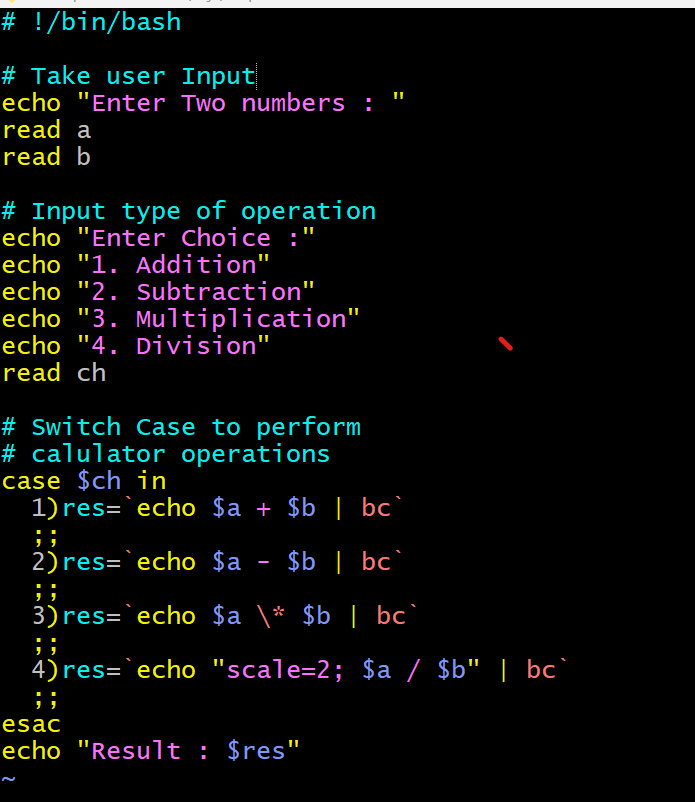 # !/bin/bash
# Take user Input
echo "Enter Two numbers : "
read a
read b
# Input type of operation
echo "Enter Choice :"
echo "1. Addition"
echo "2. Subtraction"
echo "3. Multiplication"
echo "4. Division"
read ch
# Switch Case to perform
# calulator operations
case $ch in
  1)res=`echo $a + $b | bc`
  ;;
  2)res=`echo $a - $b | bc`
  ;;
  3)res=`echo $a \* $b | bc`
  ;;
  4)res=`echo "scale=2; $a / $b" | bc`
  ;;
esac
echo "Result : $res"
~